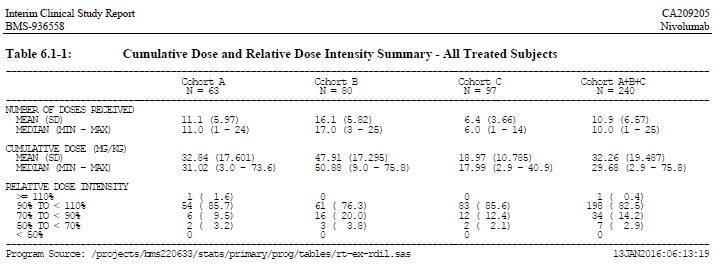 Interim Clinical Study Report CA209205
BMS-936558 Nivolumab
Table 6.1-1: Cumulative Dose and Relative Dose Intensity Summary - All Treated Subjects
Cohort A Cohort B Cohort C Cohort A+B+C
N = 63 N = 80 N = 97 N = 240
NUMBER OF DOSES RECEIVED
MEAN (SD) 11.1 (5.97) 16.1 (5.82) 6.4 (3.66) 10.9 (6.57)
MEDIAN (MIN - MAX) 11.0 (1 - 24) 17.0 (3 - 25) 6.0 (1 - 14) 10.0 (1 - 25)
CUMULATIVE DOSE (MG/KG)
MEAN (SD) 32.84 (17.601) 47.91 (17.295) 18.97 (10.785) 32.26 (19.487)
MEDIAN (MIN - MAX) 31.02 (3.0 - 73.6) 50.88 (9.0 - 75.8) 17.99 (2.9 - 40.9) 29.68 (2.9 - 75.8)
RELATIVE DOSE INTENSITY
>= 110% 1 ( 1.6) 0 0 1 ( 0.4)
90% TO < 110% 54 ( 85.7) 61 ( 76.3) 83 ( 85.6) 198 ( 82.5)
70% TO < 90% 6 ( 9.5) 16 ( 20.0) 12 ( 12.4) 34 ( 14.2)
50% TO < 70% 2 ( 3.2) 3 ( 3.8) 2 ( 2.1) 7 ( 2.9)
< 50% 0 0 0 0
Program Source: /projects/bms220633/stats/primary/prog/tables/rt-ex-rdil.sas 13JAN2016:06:13:19